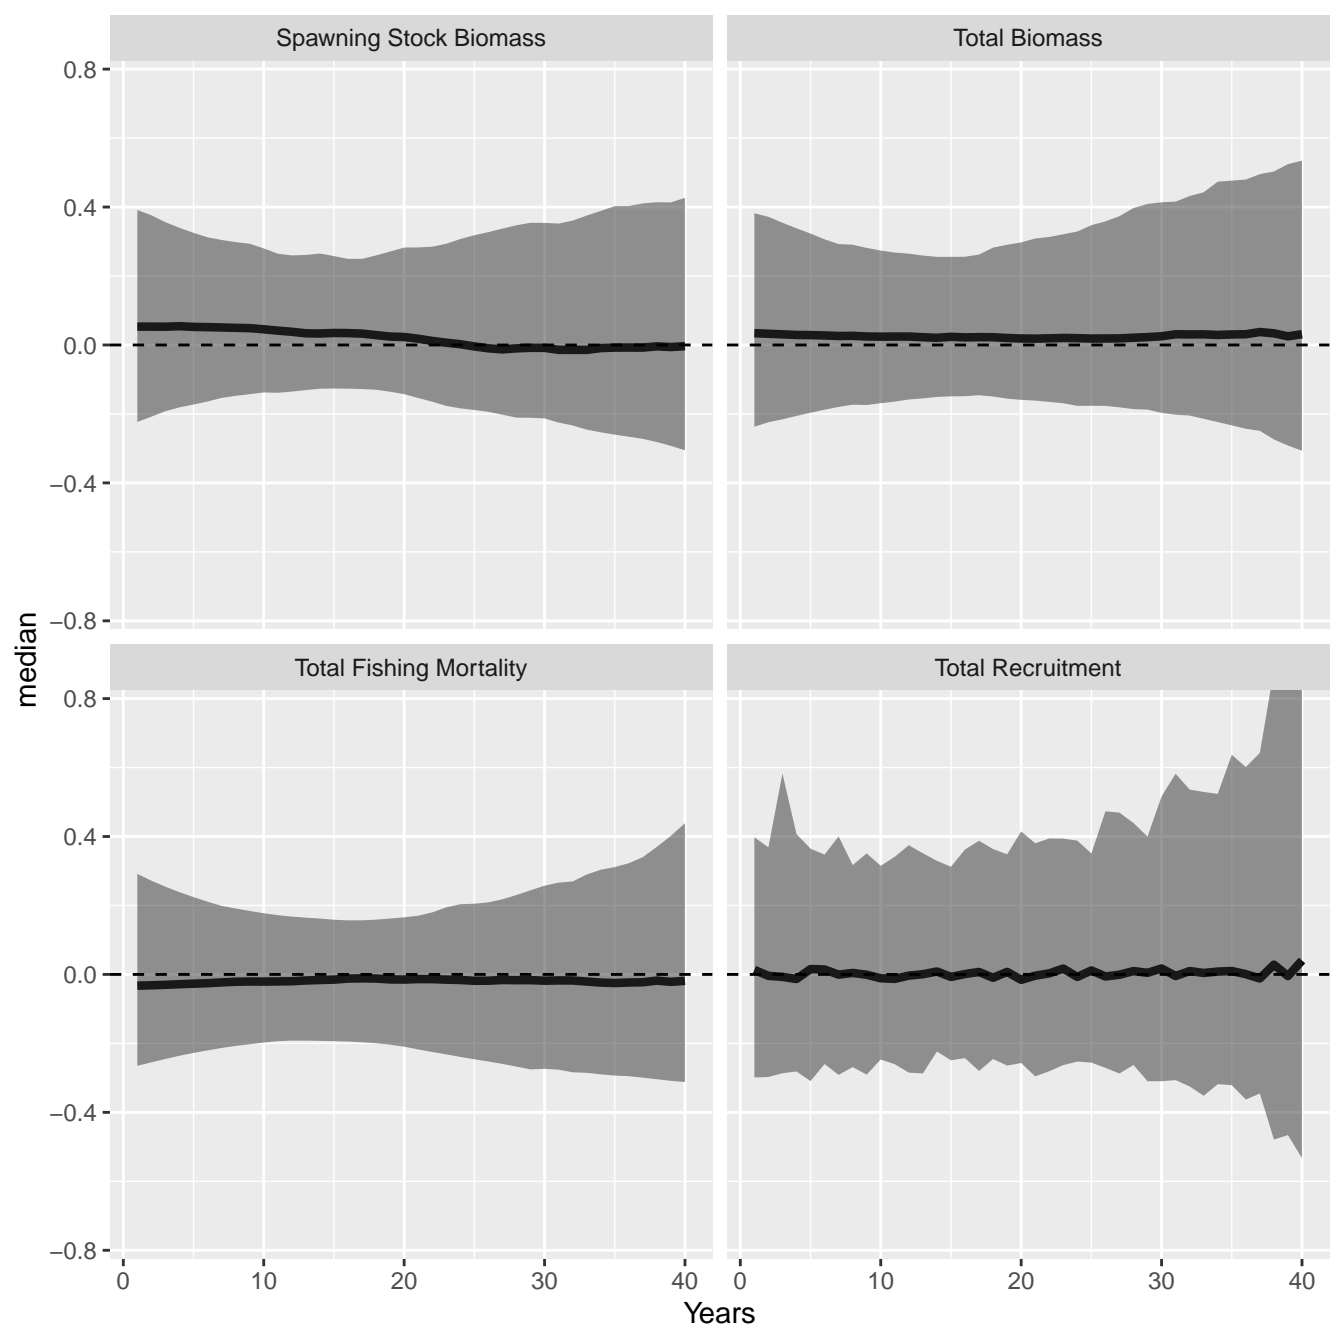 Spawning Stock Biomass
Total Biomass
0.8
0.4
0.0
−0.4
−0.8
median
Total Fishing Mortality
Total Recruitment
0.8
0.4
0.0
−0.4
−0.8
0 10 20 30 40
0 10 20 30 40
Years